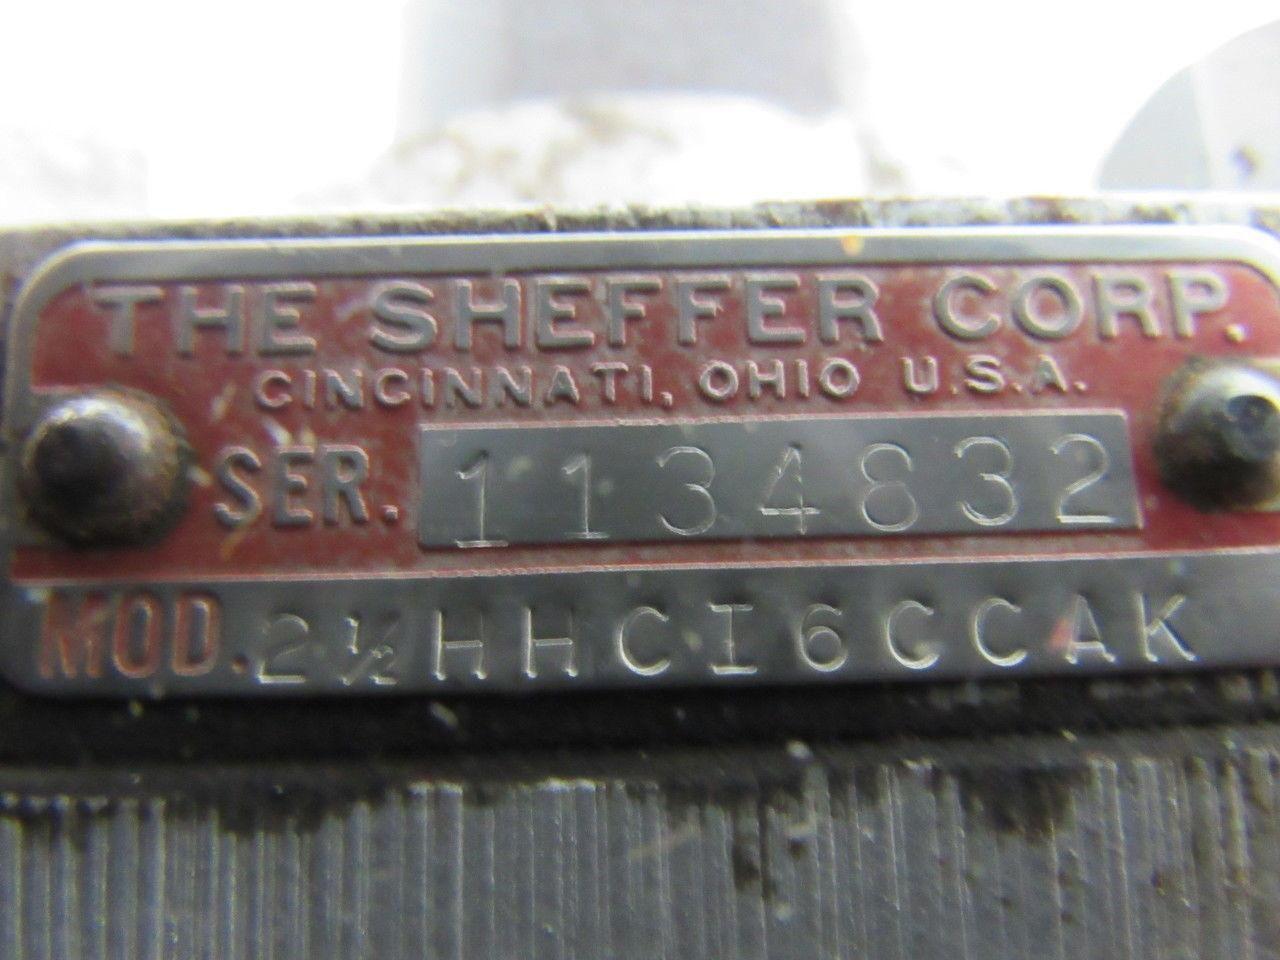 THE SHEFFER CORP.
CINCINNATI, OHIO U.S.A.
SER. 1134832
MOD. 2½HHCI6CCAK